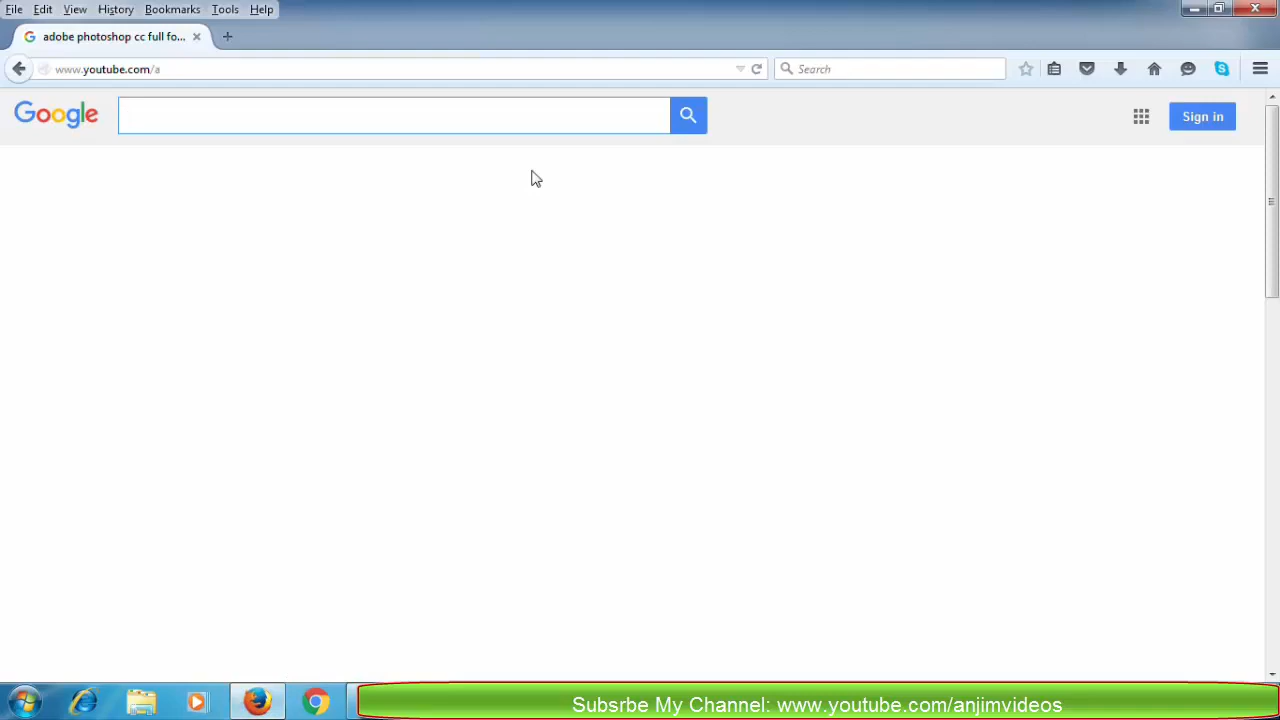 File Edit View History Bookmarks Tools Help
adobe photoshop cc full fo...
www.youtube.com/a
Search
Google
Sign in
Subsrbe My Channel: www.youtube.com/anjimvideos